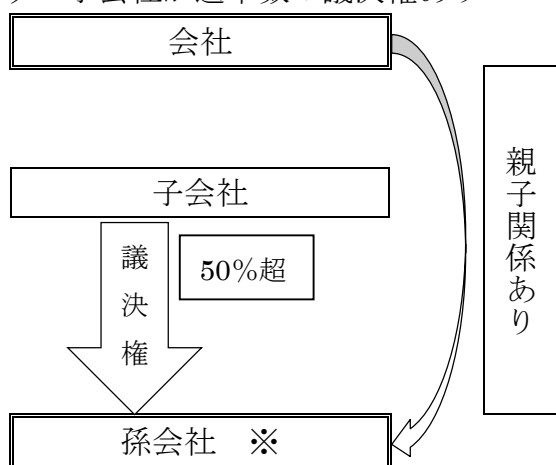 会社
子会社
議決権
50%超
親子関係あり
孫会社　※